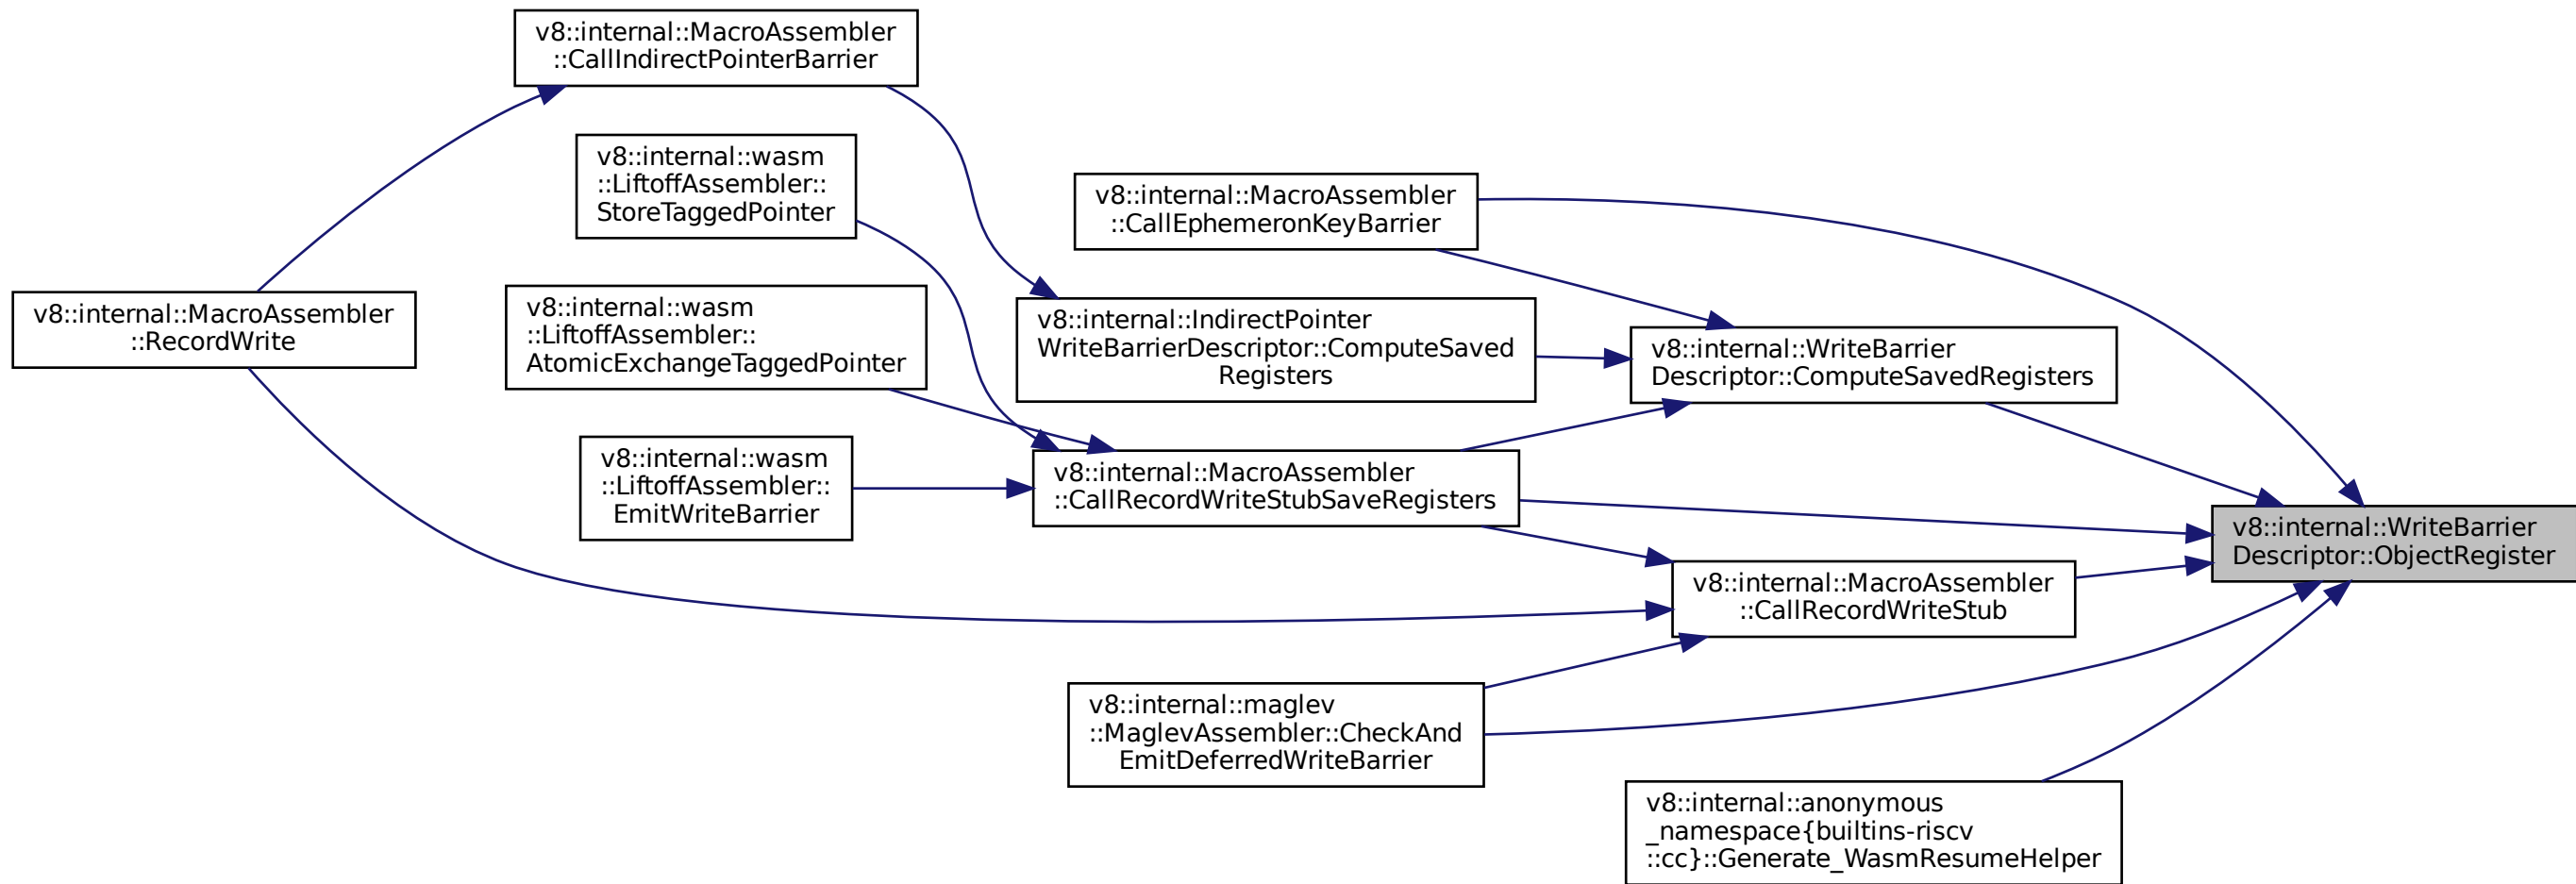 v8::internal::MacroAssembler
::CallIndirectPointerBarrier
v8::internal::wasm
::LiftoffAssembler::
StoreTaggedPointer
v8::internal::MacroAssembler
::CallEphemeronKeyBarrier
v8::internal::MacroAssembler
::RecordWrite
v8::internal::wasm
::LiftoffAssembler::
AtomicExchangeTaggedPointer
v8::internal::IndirectPointer
WriteBarrierDescriptor::ComputeSaved
Registers
v8::internal::WriteBarrier
Descriptor::ComputeSavedRegisters
v8::internal::wasm
::LiftoffAssembler::
EmitWriteBarrier
v8::internal::MacroAssembler
::CallRecordWriteStubSaveRegisters
v8::internal::WriteBarrier
Descriptor::ObjectRegister
v8::internal::MacroAssembler
::CallRecordWriteStub
v8::internal::maglev
::MaglevAssembler::CheckAnd
EmitDeferredWriteBarrier
v8::internal::anonymous
_namespace{builtins-riscv
::cc}::Generate_WasmResumeHelper